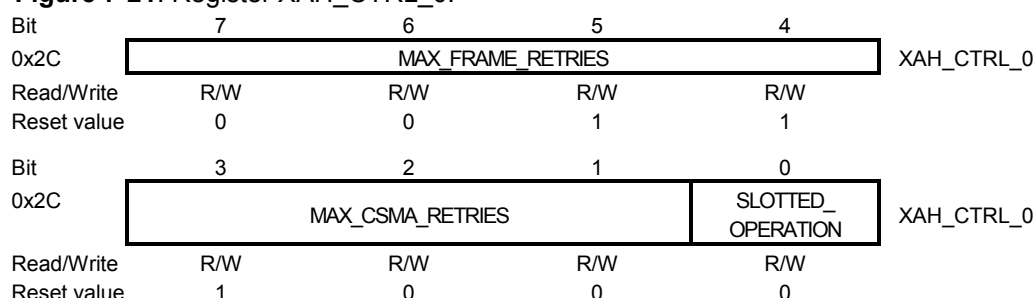 Figure 7-21. Register XAH_CTRL_0.
Bit 7 6 5 4
0x2C MAX_FRAME_RETRIES XAH_CTRL_0
Read/Write R/W R/W R/W R/W
Reset value 0 0 1 1
Bit 3 2 1 0
0x2C MAX_CSMA_RETRIES SLOTTED_ XAH_CTRL_0
OPERATION
Read/Write R/W R/W R/W R/W
Reset value 1 0 0 0